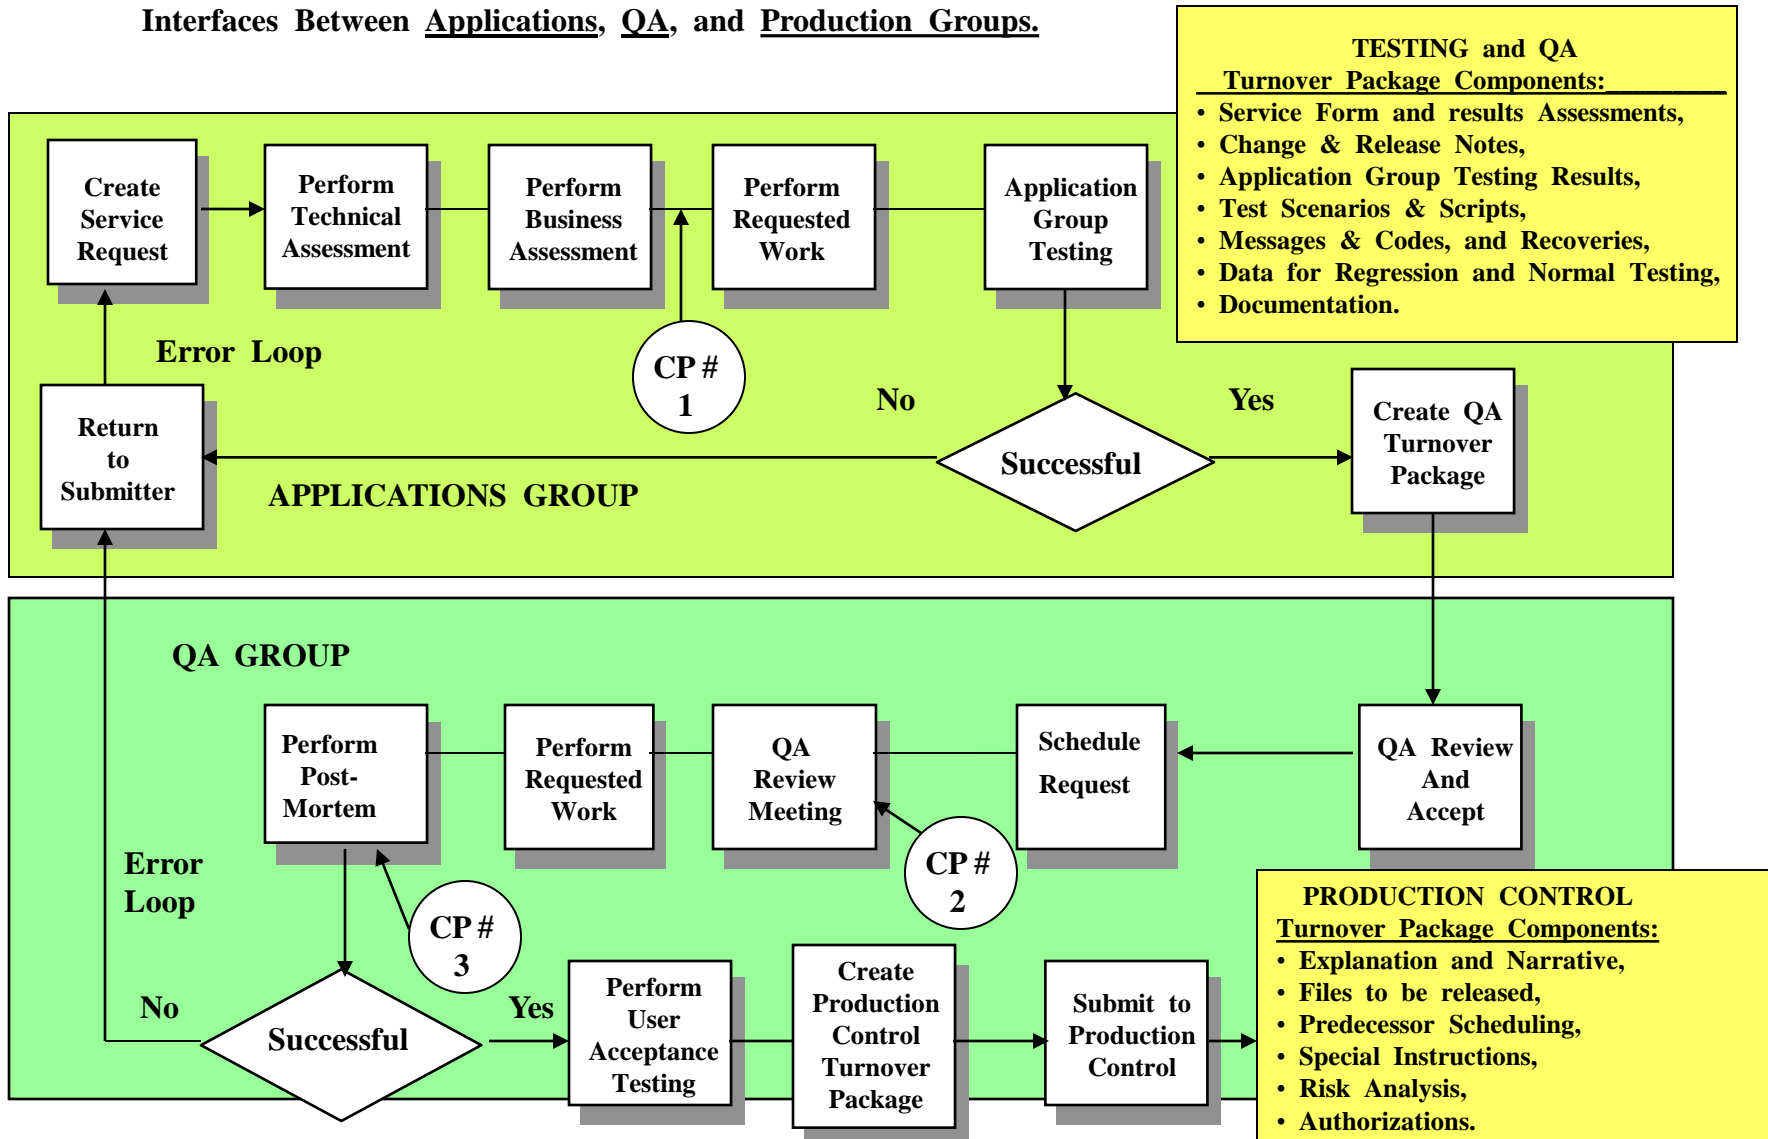 Interfaces Between Applications, QA, and Production Groups.
TESTING and QA
Turnover Package Components:
• Service Form and results Assessments,
• Change & Release Notes,
• Application Group Testing Results,
• Test Scenarios & Scripts,
• Messages & Codes, and Recoveries,
• Data for Regression and Normal Testing,
• Documentation.
Create
Service
Request
Perform
Technical
Assessment
Perform
Business
Assessment
Perform
Requested
Work
Application
Group
Testing
Error Loop
CP #
1
No
Yes
Return
to
Submitter
Successful
Create QA
Turnover
Package
APPLICATIONS GROUP
QA GROUP
Perform
Post-
Mortem
Perform
Requested
Work
QA
Review
Meeting
Schedule
Request
QA Review
And
Accept
Error
Loop
CP #
3
CP #
2
No
Successful
Yes
Perform
User
Acceptance
Testing
Create
Production
Control
Turnover
Package
Submit to
Production
Control
PRODUCTION CONTROL
Turnover Package Components:
• Explanation and Narrative,
• Files to be released,
• Predecessor Scheduling,
• Special Instructions,
• Risk Analysis,
• Authorizations.